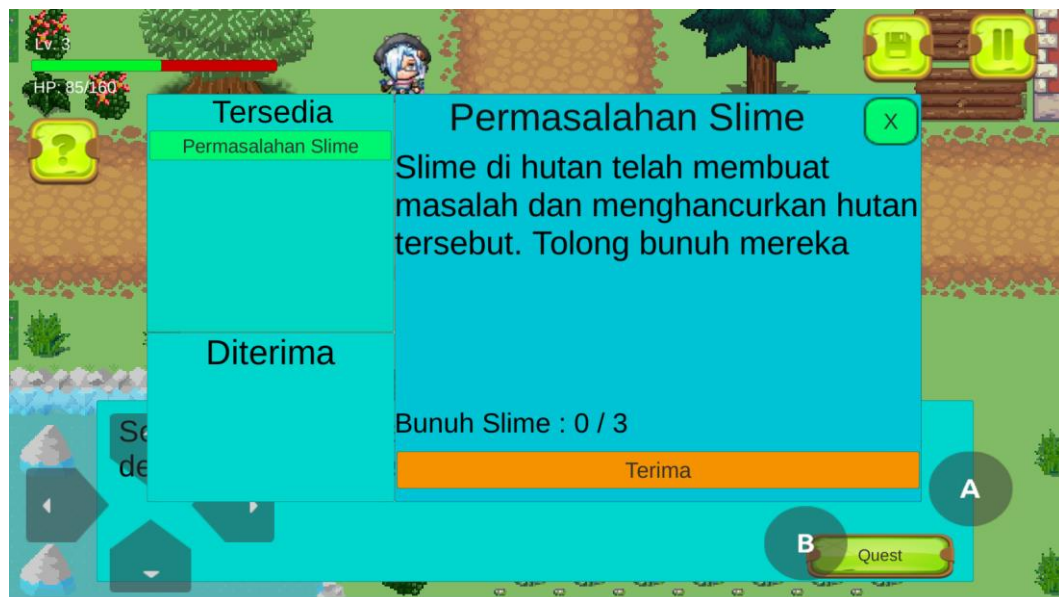 Lv. 3
HP: 85/160
?
Tersedia
Permasalahan Slime
Diterima
Permasalahan Slime
X
Slime di hutan telah membuat
masalah dan menghancurkan hutan
tersebut. Tolong bunuh mereka
Bunuh Slime : 0 / 3
Terima
A
B
Quest